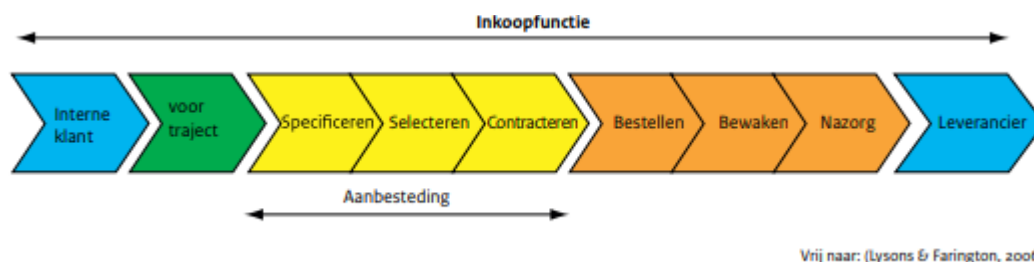 Inkoopfunctie
Interne
klant
voor
traject
Specificeren
Selecteren
Contracteren
Bestellen
Bewaken
Nazorg
Leverancier
Aanbesteding
Vrij naar: (Lysons & Farington,